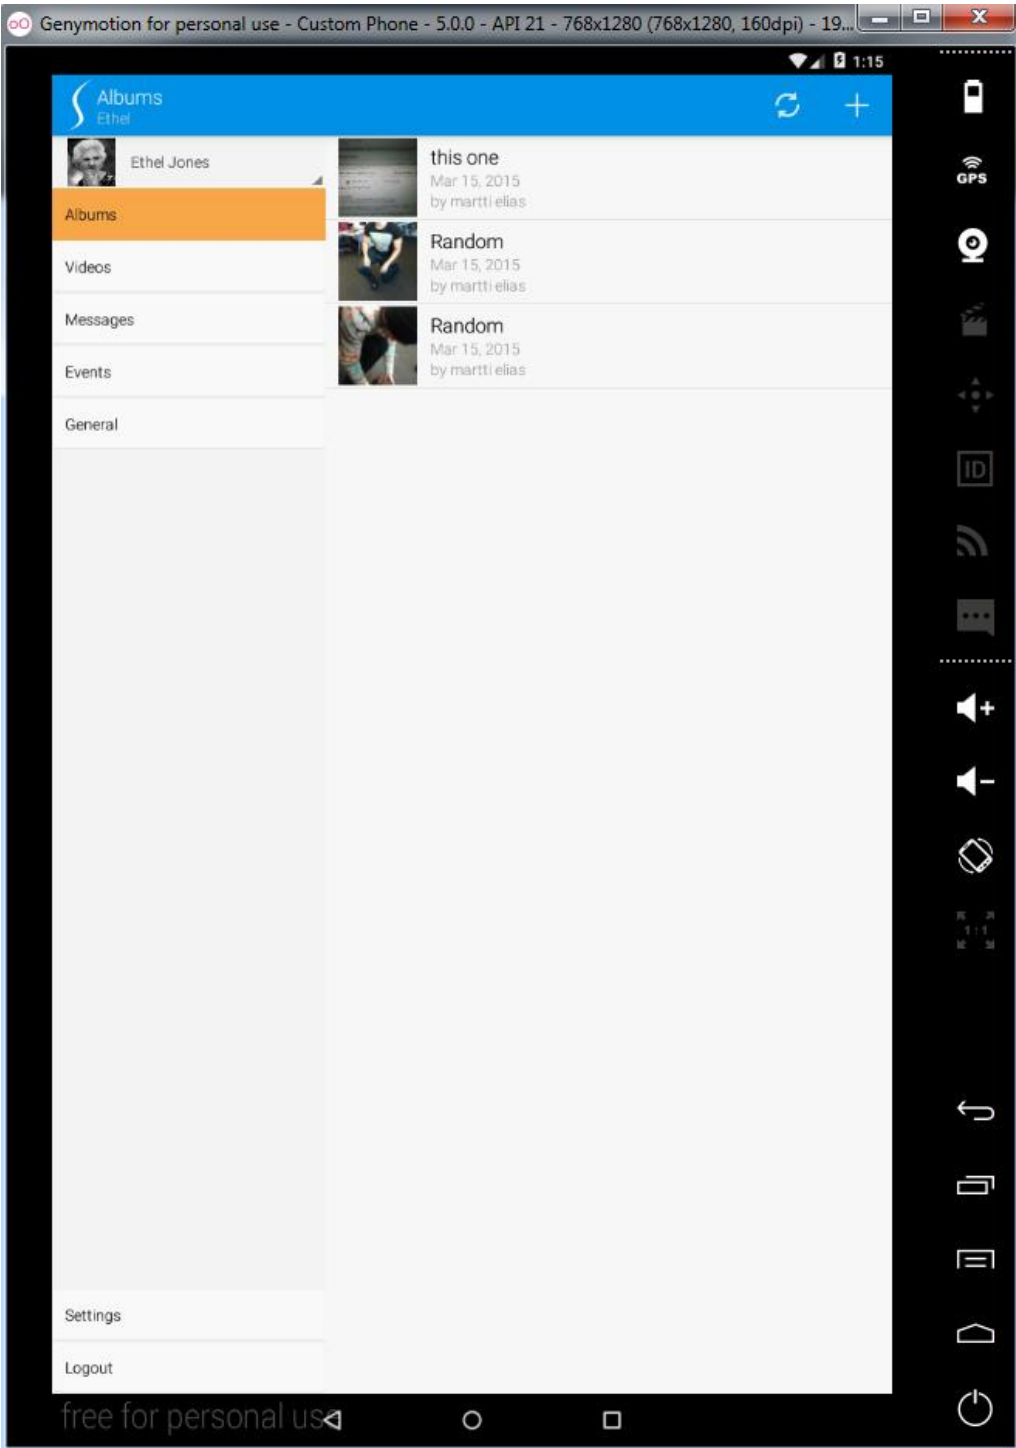 Genymotion for personal use - Custom Phone - 5.0.0 - API 21 - 768x1280 (768x1280, 160dpi) - 19...
1:15
Albums
Ethel
Ethel Jones
Albums
Videos
Messages
Events
General
this one
Mar 15, 2015
by martti elias
Random
Mar 15, 2015
by martti elias
Random
Mar 15, 2015
by martti elias
Settings
Logout
free for personal use
GPS
ID
1:1